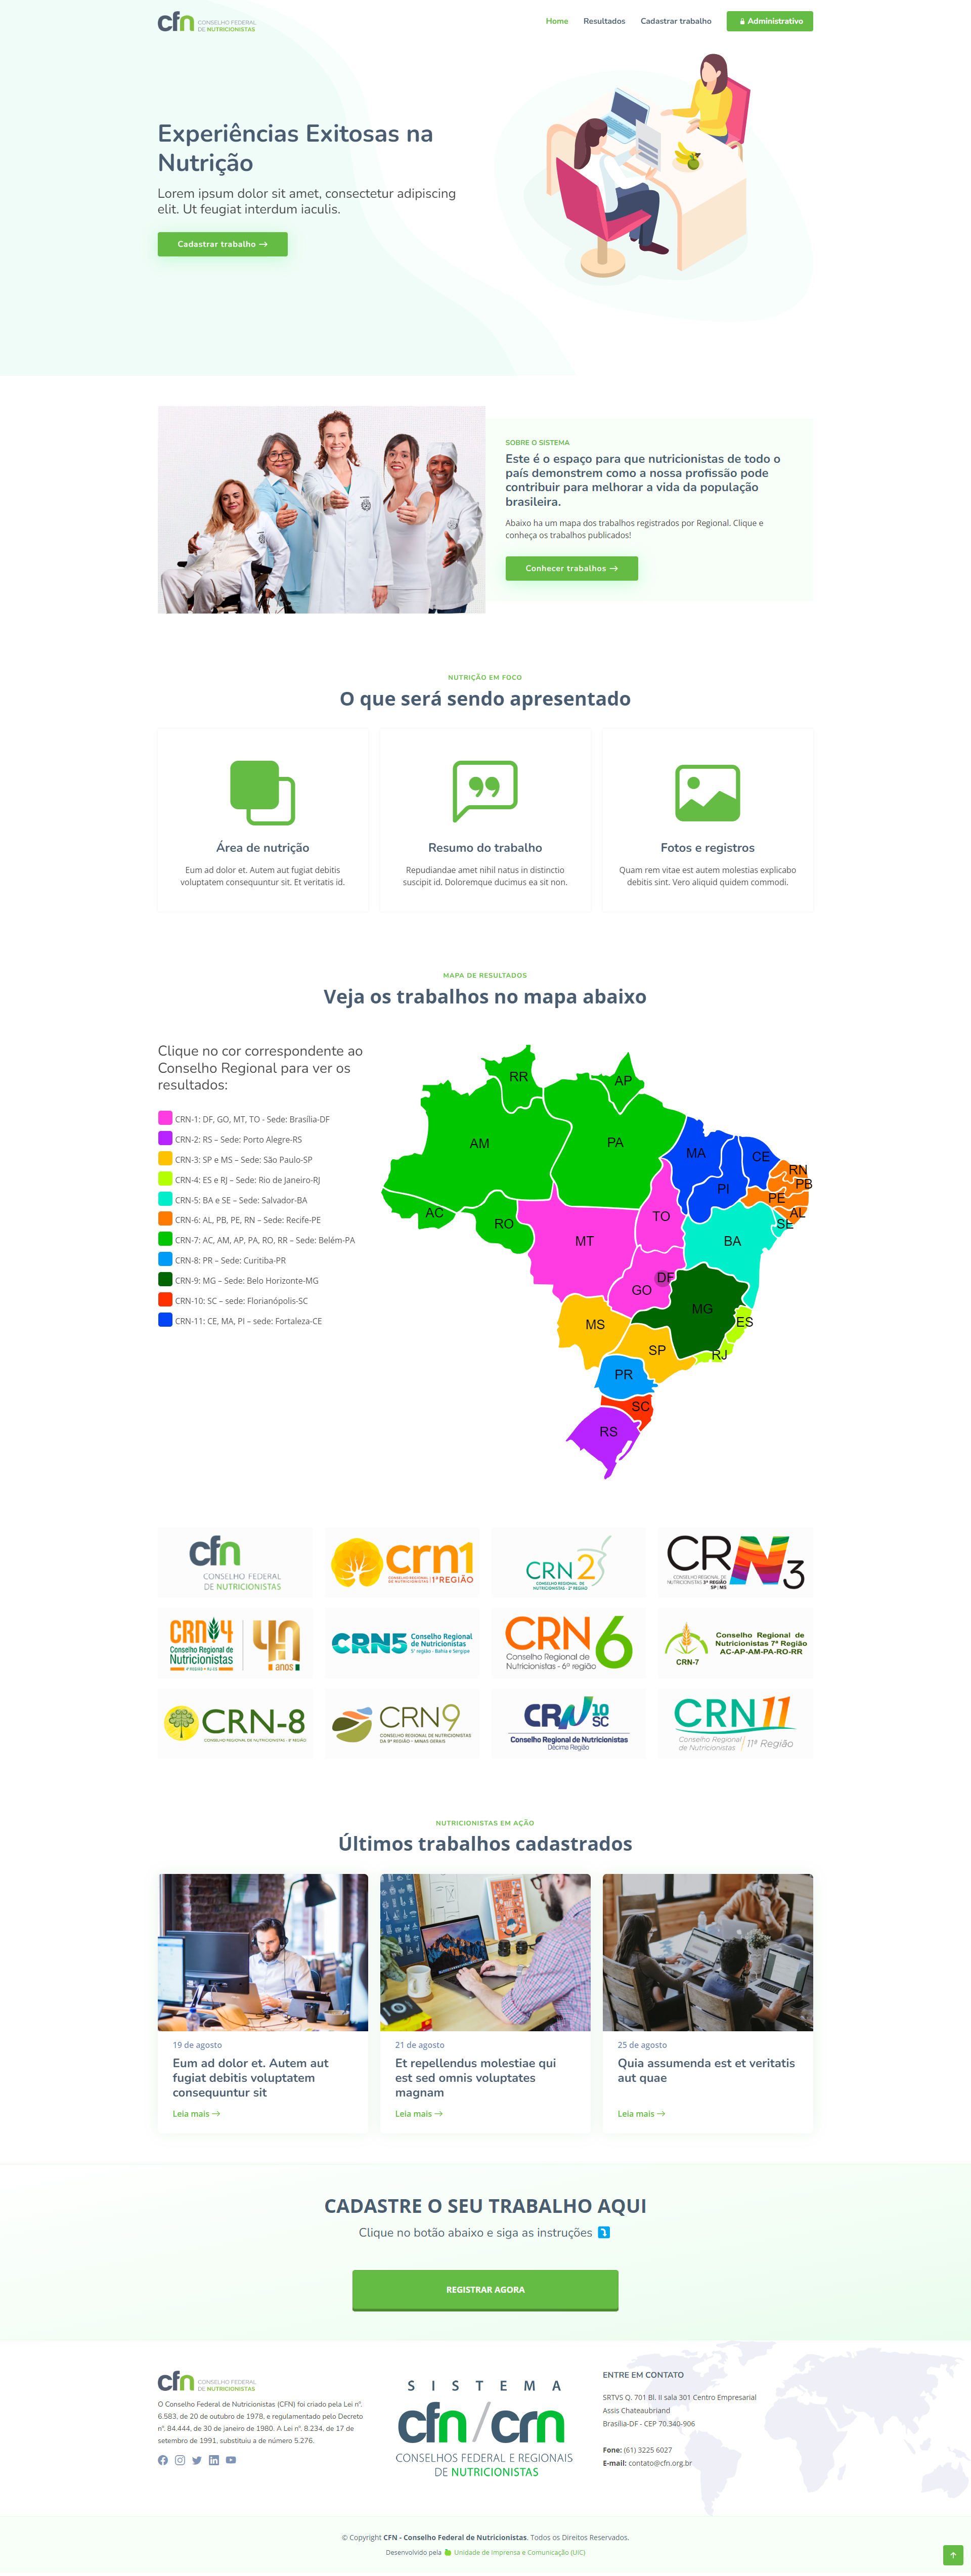 cfn CONSELHO FEDERAL
DE NUTRICIONISTAS
Home Resultados Cadastrar trabalho Administrativo
Experiências Exitosas na
Nutrição
Lorem ipsum dolor sit amet, consectetur adipiscing
elit. Ut feugiat interdum iaculis.
Cadastrar trabalho
SOBRE O SISTEMA
Este é o espaço para que nutricionistas de todo o
país demonstrem como a nossa profissão pode
contribuir para melhorar a vida da população
brasileira.
Abaixo ha um mapa dos trabalhos registrados por Regional. Clique e
conheça os trabalhos publicados!
Conhecer trabalhos
NUTRIÇÃO EM FOCO
O que será sendo apresentado
Área de nutrição
Eum ad dolor et. Autem aut fugiat debitis
voluptatem consequuntur sit. Et veritatis id.
Resumo do trabalho
Repudiandae amet nihil natus in distinctio
suscipit id. Doloremque ducimus ea sit non.
Fotos e registros
Quam rem vitae est autem molestias explicabo
debitis sint. Vero aliquid quidem commodi.
MAPA DE RESULTADOS
Veja os trabalhos no mapa abaixo
Clique no cor correspondente ao
Conselho Regional para ver os
resultados:
CRN-1: DF, GO, MT, TO - Sede: Brasília-DF
CRN-2: RS – Sede: Porto Alegre-RS
CRN-3: SP e MS – Sede: São Paulo-SP
CRN-4: ES e RJ – Sede: Rio de Janeiro-RJ
CRN-5: BA e SE – Sede: Salvador-BA
CRN-6: AL, PB, PE, RN – Sede: Recife-PE
CRN-7: AC, AM, AP, PA, RO, RR – Sede: Belém-PA
CRN-8: PR – Sede: Curitiba-PR
CRN-9: MG – Sede: Belo Horizonte-MG
CRN-10: SC – sede: Florianópolis-SC
CRN-11: CE, MA, PI – sede: Fortaleza-CE
RR
AP
AM
PA
MA
CE
RN
PB
PI
PE
AL
SE
AC
RO
TO
MT
BA
DF
GO
MG
MS
ES
SP
RJ
PR
SC
RS
cfn
CONSELHO FEDERAL
DE NUTRICIONISTAS
crn1
CONSELHO REGIONAL
DE NUTRICIONISTAS 1ª REGIÃO
CRN 2
CONSELHO REGIONAL DE
NUTRICIONISTAS - 2ª REGIÃO
CRN3
CONSELHO REGIONAL DE
NUTRICIONISTAS 3ª REGIÃO
SP | MS
CRN 4
Conselho Regional de
Nutricionistas
4ª REGIÃO • RJ-ES
40
anos
CRN5 Conselho Regional
de Nutricionistas
5ª região - Bahia e Sergipe
CRN6
Conselho Regional de
Nutricionistas - 6ª região
CRN-7
Conselho Regional de
Nutricionistas 7ª Região
AC-AP-AM-PA-RO-RR
CRN-8
CONSELHO REGIONAL DE NUTRICIONISTAS - 8ª REGIÃO
CRN9
CONSELHO REGIONAL DE NUTRICIONISTAS
DA 9ª REGIÃO - MINAS GERAIS
CRN 10
SC
Conselho Regional de Nutricionistas
Décima Região
CRN 11
Conselho Regional
de Nutricionistas 11ª Região
NUTRICIONISTAS EM AÇÃO
Últimos trabalhos cadastrados
19 de agosto
Eum ad dolor et. Autem aut
fugiat debitis voluptatem
consequuntur sit
Leia mais
21 de agosto
Et repellendus molestiae qui
est sed omnis voluptates
magnam
Leia mais
25 de agosto
Quia assumenda est et veritatis
aut quae
Leia mais
CADASTRE O SEU TRABALHO AQUI
Clique no botão abaixo e siga as instruções
REGISTRAR AGORA
cfn CONSELHO FEDERAL
DE NUTRICIONISTAS
O Conselho Federal de Nutricionistas (CFN) foi criado pela Lei nº.
6.583, de 20 de outubro de 1978, e regulamentado pelo Decreto
nº. 84.444, de 30 de janeiro de 1980. A Lei nº. 8.234, de 17 de
setembro de 1991, substituiu a de número 5.276.
SISTEMA
cfn/crn
CONSELHOS FEDERAL E REGIONAIS
DE NUTRICIONISTAS
ENTRE EM CONTATO
SRTVS Q. 701 Bl. II sala 301 Centro Empresarial
Assis Chateaubriand
Brasília-DF - CEP 70.340-906
Fone: (61) 3225 6027
E-mail: contato@cfn.org.br
© Copyright CFN - Conselho Federal de Nutricionistas. Todos os Direitos Reservados.
Desenvolvido pela Unidade de Imprensa e Comunicação (UIC)